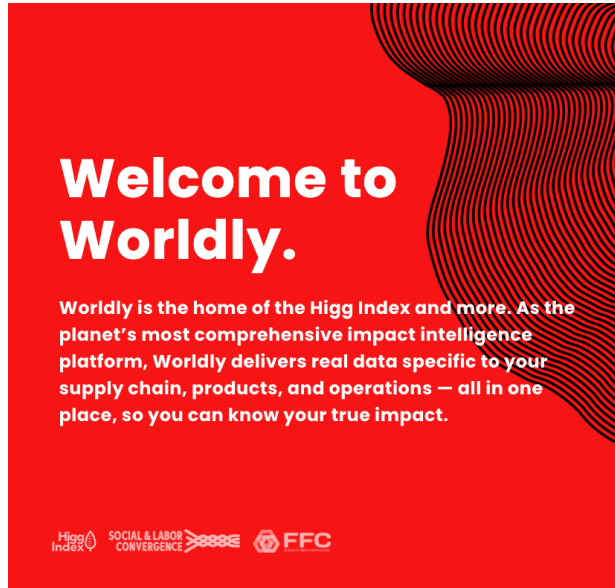 Welcome to
Worldly.
Worldly is the home of the Higg Index and more. As the
planet’s most comprehensive impact intelligence
platform, Worldly delivers real data specific to your
supply chain, products, and operations — all in one
place, so you can know your true impact.
Higg
Index
SOCIAL & LABOR
CONVERGENCE
FFC